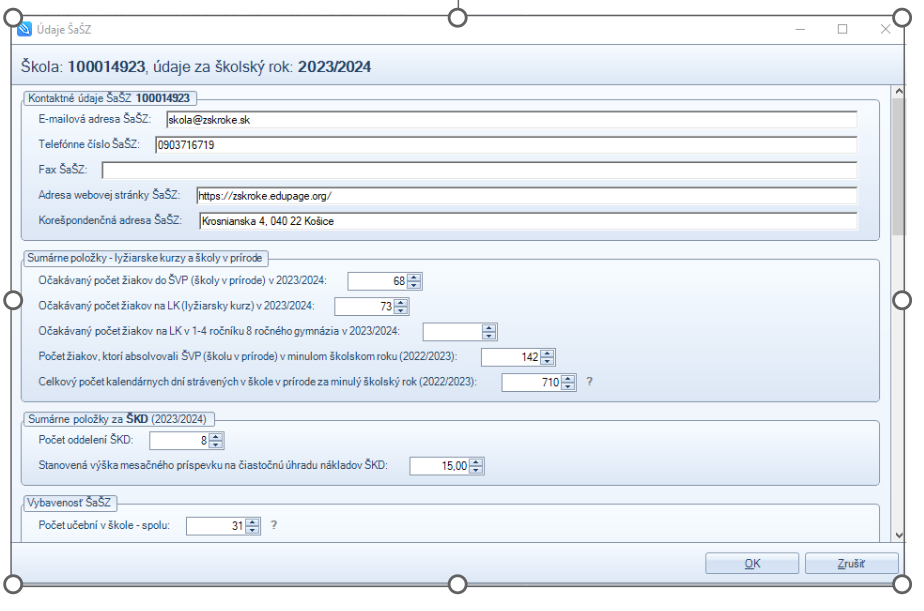 Údaje ŠaŠZ
Škola: 100014923, údaje za školský rok: 2023/2024
Kontaktné údaje ŠaŠZ 100014923
E-mailová adresa ŠaŠZ: skola@zskroke.sk
Telefónne číslo ŠaŠZ: 0903716719
Fax ŠaŠZ:
Adresa webovej stránky ŠaŠZ: https://zskroke.edupage.org/
Korešpondenčná adresa ŠaŠZ: Krosnianska 4, 040 22 Košice
Sumárne položky - lyžiarske kurzy a školy v prírode
Očakávaný počet žiakov do ŠVP (školy v prírode) v 2023/2024: 68
Očakávaný počet žiakov na LK (lyžiarsky kurz) v 2023/2024: 73
Očakávaný počet žiakov na LK v 1-4 ročníku 8 ročného gymnázia v 2023/2024:
Počet žiakov, ktorí absolvovali ŠVP (školu v prírode) v minulom školskom roku (2022/2023): 142
Celkový počet kalendárnych dní strávených v škole v prírode za minulý školský rok (2022/2023): 710 ?
Sumárne položky za ŠKD (2023/2024)
Počet oddelení ŠKD: 8
Stanovená výška mesačného príspevku na čiastočnú úhradu nákladov ŠKD: 15,00
Vybavenosť ŠaŠZ
Počet učební v škole - spolu: 31 ?
OK Zrušiť